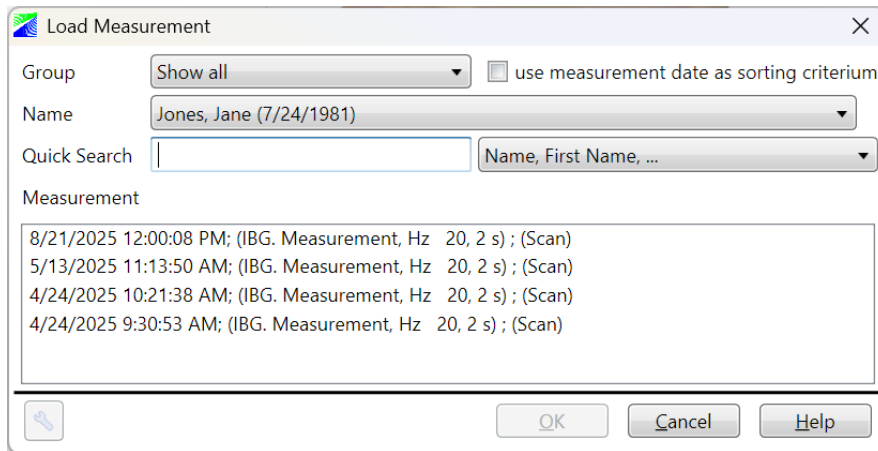 Load Measurement
Group Show all use measurement date as sorting criterium
Name Jones, Jane (7/24/1981)
Quick Search Name, First Name, ...
Measurement
8/21/2025 12:00:08 PM; (IBG. Measurement, Hz   20, 2 s) ; (Scan)
5/13/2025 11:13:50 AM; (IBG. Measurement, Hz   20, 2 s) ; (Scan)
4/24/2025 10:21:38 AM; (IBG. Measurement, Hz   20, 2 s) ; (Scan)
4/24/2025 9:30:53 AM; (IBG. Measurement, Hz   20, 2 s) ; (Scan)
OK Cancel Help